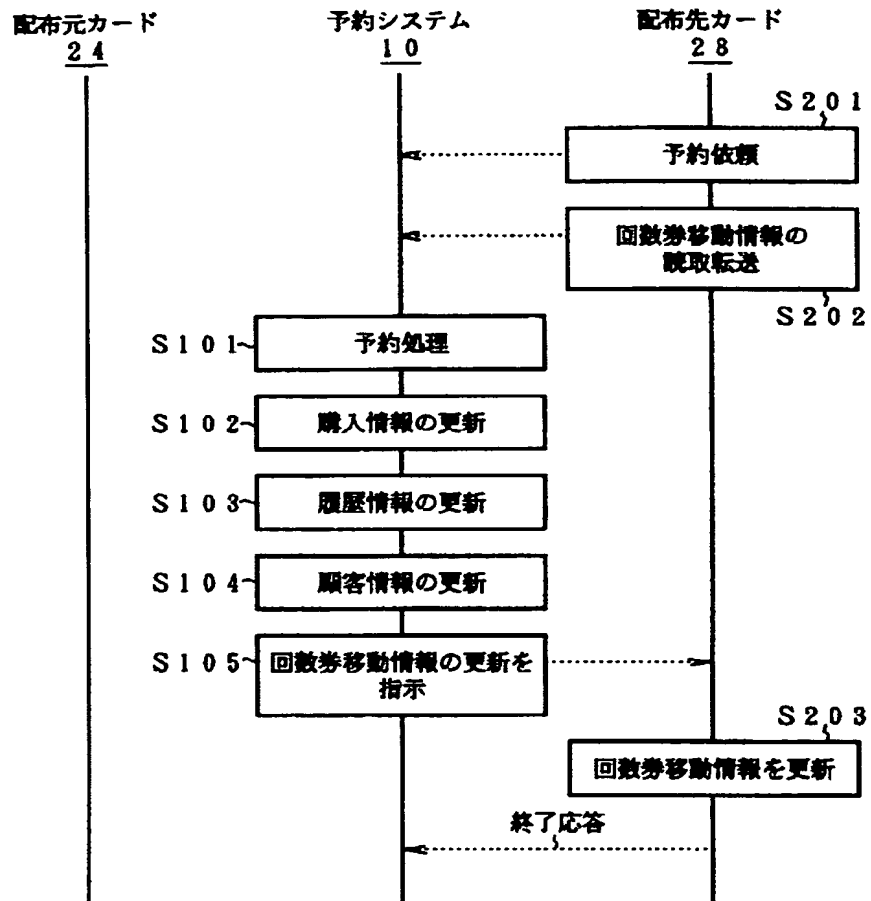 配布元カード
24
予約システム
10
配布先カード
28
S201
予約依頼
回数券移動情報の
読取転送
S202
S101
予約処理
S102
購入情報の更新
S103
履歴情報の更新
S104
顧客情報の更新
S105
回数券移動情報の更新を
指示
S203
回数券移動情報を更新
終了応答